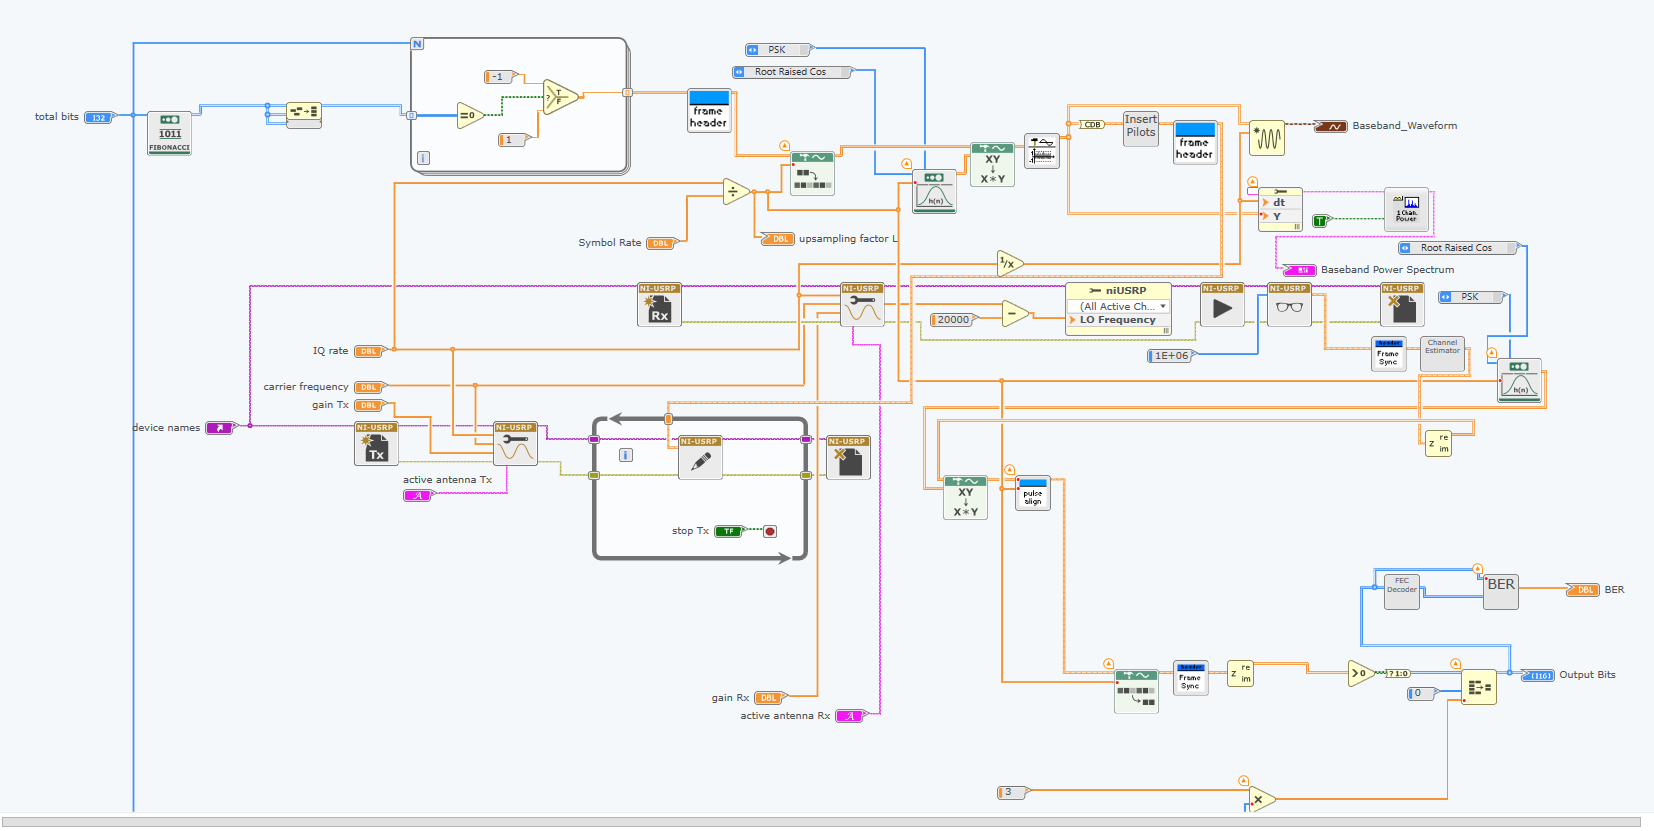 N
PSK
-1
Root Raised Cos
T
?
F
total bits
I32
1011
FIBONACCI
=0
1
i
frame
header
XY
X*Y
h(n)
CDB
Insert
Pilots
frame
header
Baseband_Waveform
÷
dt
Y
T
1 Chan.
Power
Symbol Rate
DBL
DBL
upsampling factor L
Root Raised Cos
1/x
Baseband Power Spectrum
NI-USRP
Rx
NI-USRP
niUSRP
(All Active Ch...
LO Frequency
NI-USRP
NI-USRP
NI-USRP
PSK
20000
−
1E+06
IQ rate
DBL
header
Frame
Sync
Channel
Estimator
h(n)
carrier frequency
DBL
gain Tx
DBL
device names
NI-USRP
Tx
NI-USRP
NI-USRP
NI-USRP
i
z
re
im
active antenna Tx
A
XY
X*Y
pulse
align
stop Tx
TF
FEC
Decoder
BER
DBL
BER
gain Rx
DBL
active antenna Rx
A
header
Frame
Sync
z
re
im
>0
?1:0
0
[I16]
Output Bits
3
×